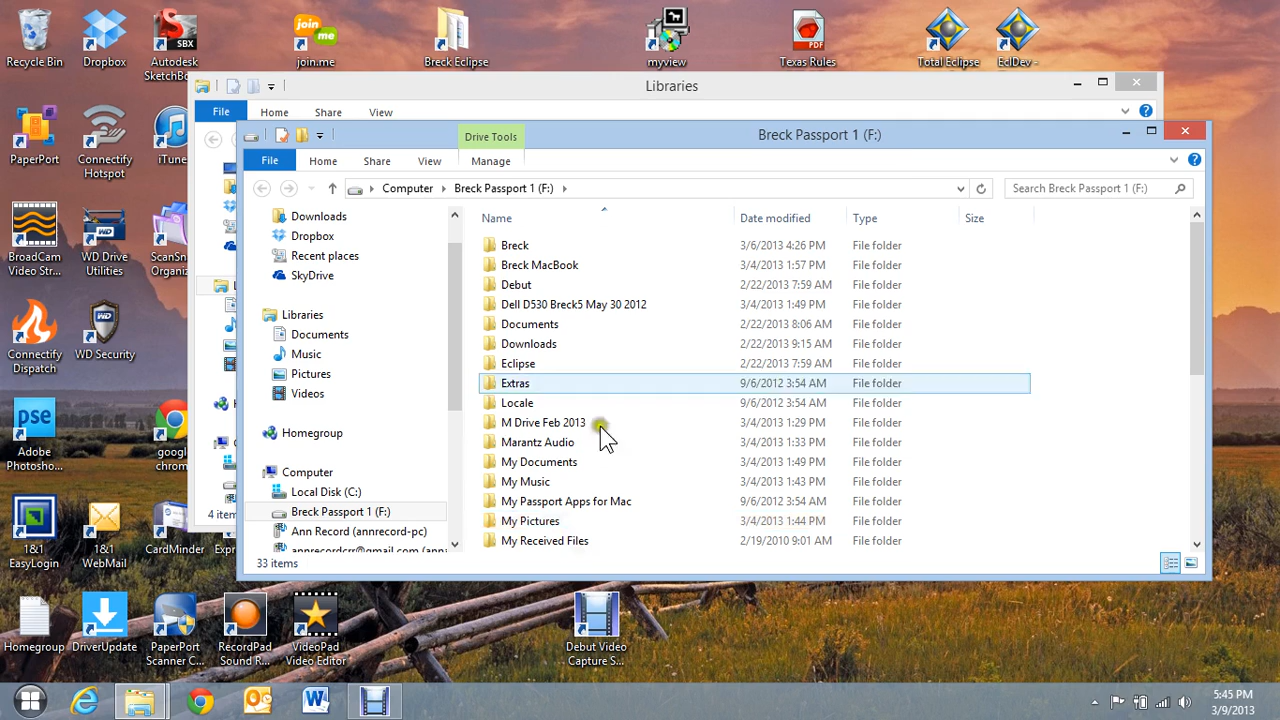 Recycle Bin
Dropbox
Autodesk
SketchBo
SBX
join.me
join me
Breck Eclipse
myview
PDF
Texas Rules
Total Eclipse
EclDev -
Libraries
File Home Share View
PaperPort
Connectify
Hotspot
iTune
Drive Tools
Breck Passport 1 (F:)
File Home Share View Manage
Computer Breck Passport 1 (F:)
Search Breck Passport 1 (F:)
Name Date modified Type Size
Downloads
Dropbox
Recent places
SkyDrive
Libraries
Documents
Music
Pictures
Videos
Homegroup
Computer
Local Disk (C:)
Breck Passport 1 (F:)
Ann Record (annrecord-pc)
annrecordcrr@gmail.com (ann
Breck 3/6/2013 4:26 PM File folder
Breck MacBook 3/4/2013 1:57 PM File folder
Debut 2/22/2013 7:59 AM File folder
Dell D530 Breck5 May 30 2012 3/4/2013 1:49 PM File folder
Documents 2/22/2013 8:06 AM File folder
Downloads 2/22/2013 9:15 AM File folder
Eclipse 2/22/2013 7:59 AM File folder
Extras 9/6/2012 3:54 AM File folder
Locale 9/6/2012 3:54 AM File folder
M Drive Feb 2013 3/4/2013 1:29 PM File folder
Marantz Audio 3/4/2013 1:33 PM File folder
My Documents 3/4/2013 1:49 PM File folder
My Music 3/4/2013 1:43 PM File folder
My Passport Apps for Mac 9/6/2012 3:54 AM File folder
My Pictures 3/4/2013 1:44 PM File folder
My Received Files 2/19/2010 9:01 AM File folder
33 items
4 item
BroadCam
Video Str...
WD Drive
Utilities
ScanSn
Organiz
Connectify
Dispatch
WD Security
pse
Adobe
Photosho...
google
chrom
1&1
EasyLogin
1&1
WebMail
CardMinder
Expr
Homegroup
DriverUpdate
PaperPort
Scanner C...
RecordPad
Sound R...
VideoPad
Video Editor
Debut Video
Capture S...
5:45 PM
3/9/2013